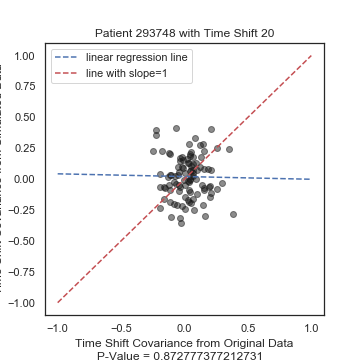 Patient 293748 with Time Shift 20
linear regression line
line with slope=1
1.00
0.75
0.50
0.25
0.00
−0.25
−0.50
−0.75
−1.00
−1.0
−0.5
0.0
0.5
1.0
Time Shift Covariance from Original Data
P-Value = 0.872777377212731